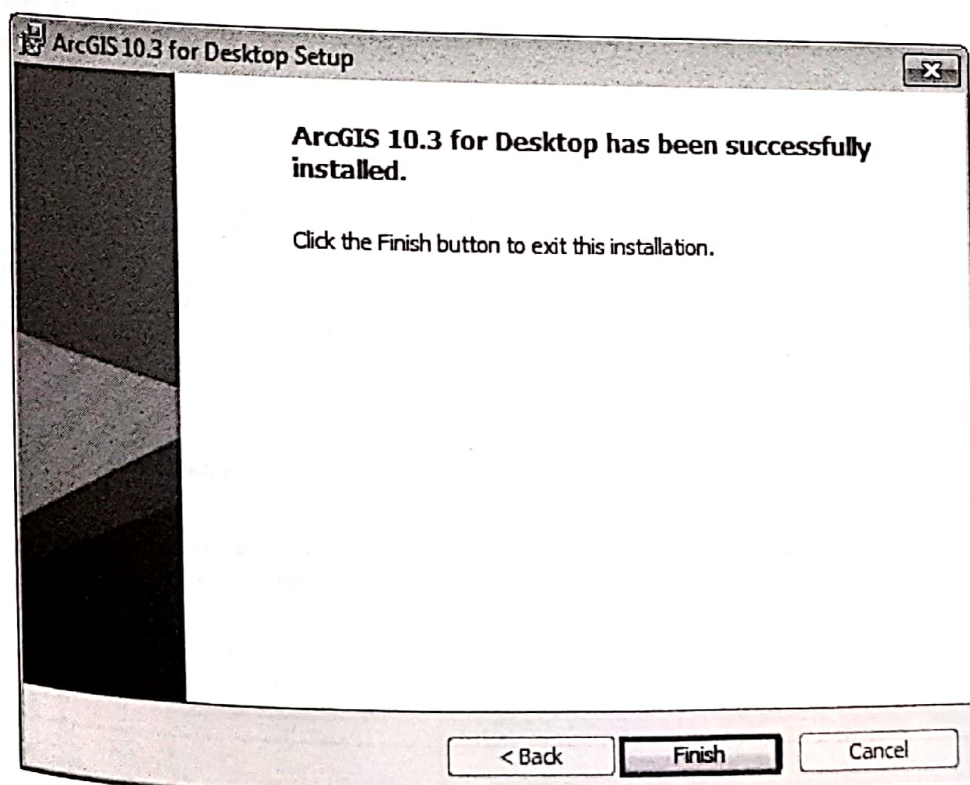 ArcGIS 10.3 for Desktop Setup
ArcGIS 10.3 for Desktop has been successfully
installed.
Click the Finish button to exit this installation.
< Back
Finish
Cancel